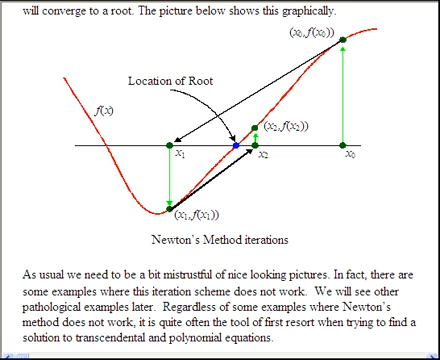 will converge to a root. The picture below shows this graphically.
(x₀,f(x₀))
Location of Root
f(x)
(x₂,f(x₂))
x₁
x₂
x₀
(x₁,f(x₁))
Newton's Method iterations
As usual we need to be a bit mistrustful of nice looking pictures. In fact, there are
some examples where this iteration scheme does not work. We will see other
pathological examples later. Regardless of some examples where Newton's
method does not work, it is quite often the tool of first resort when trying to find a
solution to transcendental and polynomial equations.